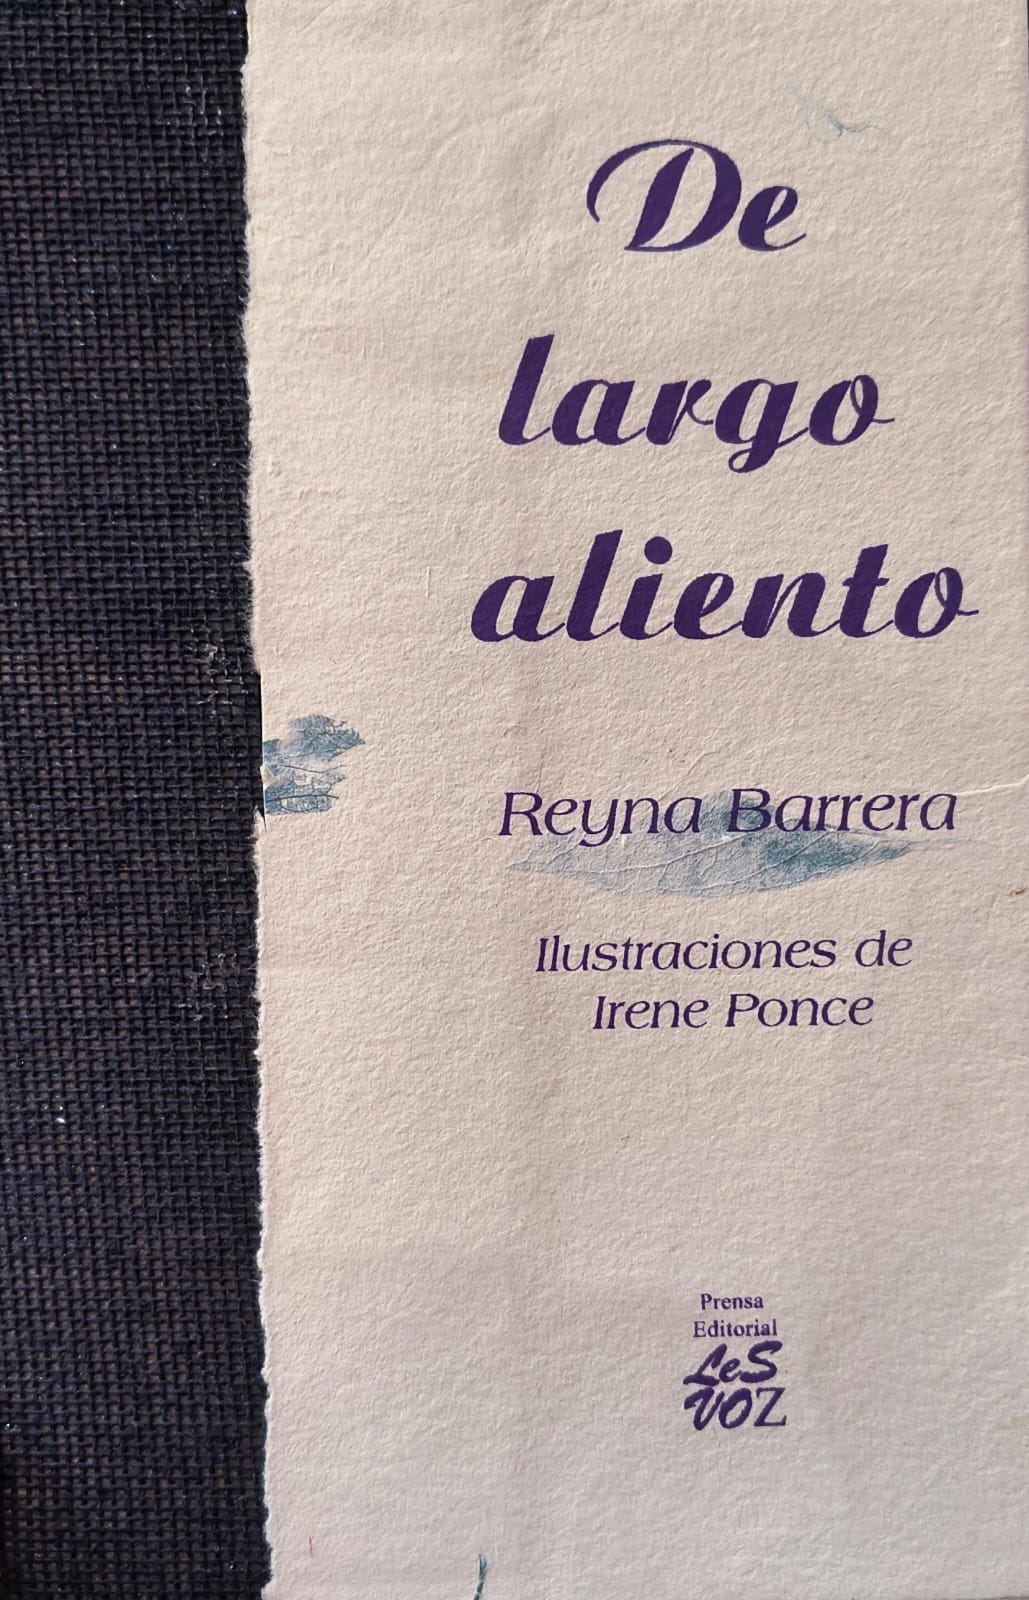 De
largo
aliento
Reyna Barrera
Ilustraciones de
Irene Ponce
Prensa
Editorial
LeS
VOZ